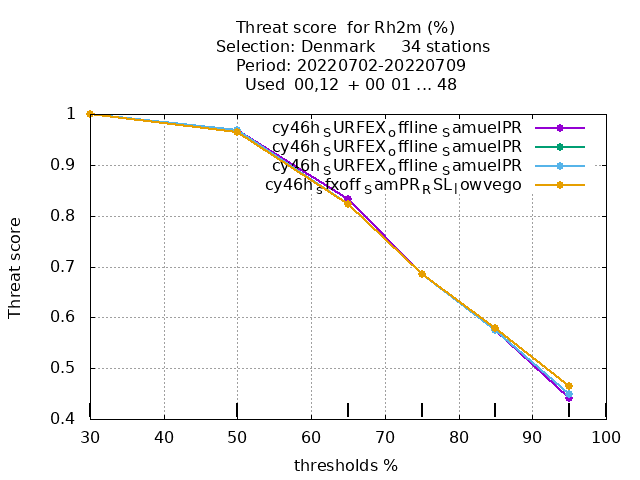 Threat score for Rh2m (%)
Selection: Denmark 34 stations
Period: 20220702-20220709
Used 00,12 + 00 01 ... 48
1
0.9
0.8
0.7
0.6
0.5
0.4
Threat score
cy46h_SURFEX_offline_SamuelPR
cy46h_SURFEX_offline_SamuelPR
cy46h_SURFEX_offline_SamuelPR
cy46h_sfxoff_SamPR_RSL_lowvego
30 40 50 60 70 80 90 100
thresholds %